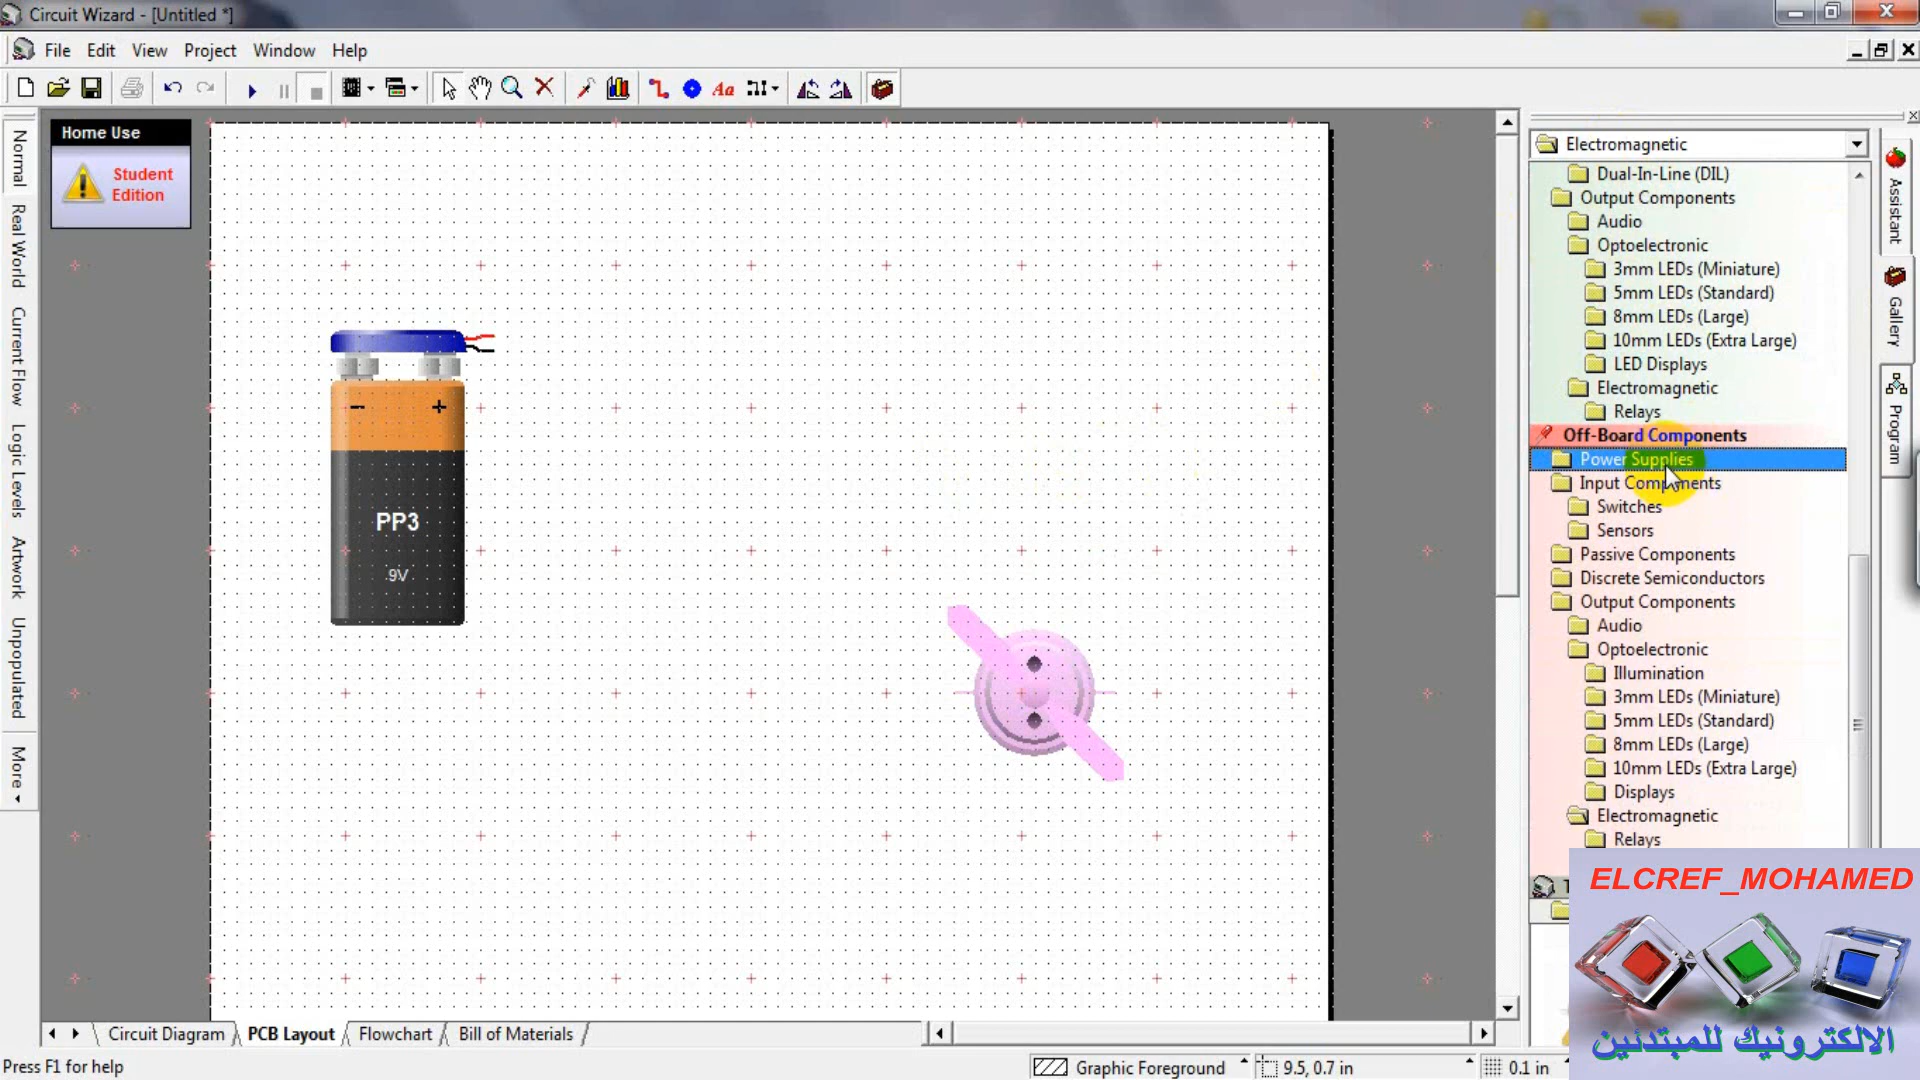 Circuit Wizard - [Untitled *]
File Edit View Project Window Help
Aa
Normal
Real World
Current Flow
Logic Levels
Artwork
Unpopulated
More
Home Use
Student
Edition
PP3
9V
Electromagnetic
Dual-In-Line (DIL)
Output Components
Audio
Optoelectronic
3mm LEDs (Miniature)
5mm LEDs (Standard)
8mm LEDs (Large)
10mm LEDs (Extra Large)
LED Displays
Electromagnetic
Relays
Off-Board Components
Power Supplies
Input Components
Switches
Sensors
Passive Components
Discrete Semiconductors
Output Components
Audio
Optoelectronic
Illumination
3mm LEDs (Miniature)
5mm LEDs (Standard)
8mm LEDs (Large)
10mm LEDs (Extra Large)
Displays
Electromagnetic
Relays
Assistant
Gallery
Program
ELCREF_MOHAMED
الالكترونيك للمبتدئين
Circuit Diagram PCB Layout Flowchart Bill of Materials
Press F1 for help
Graphic Foreground 9.5, 0.7 in 0.1 in